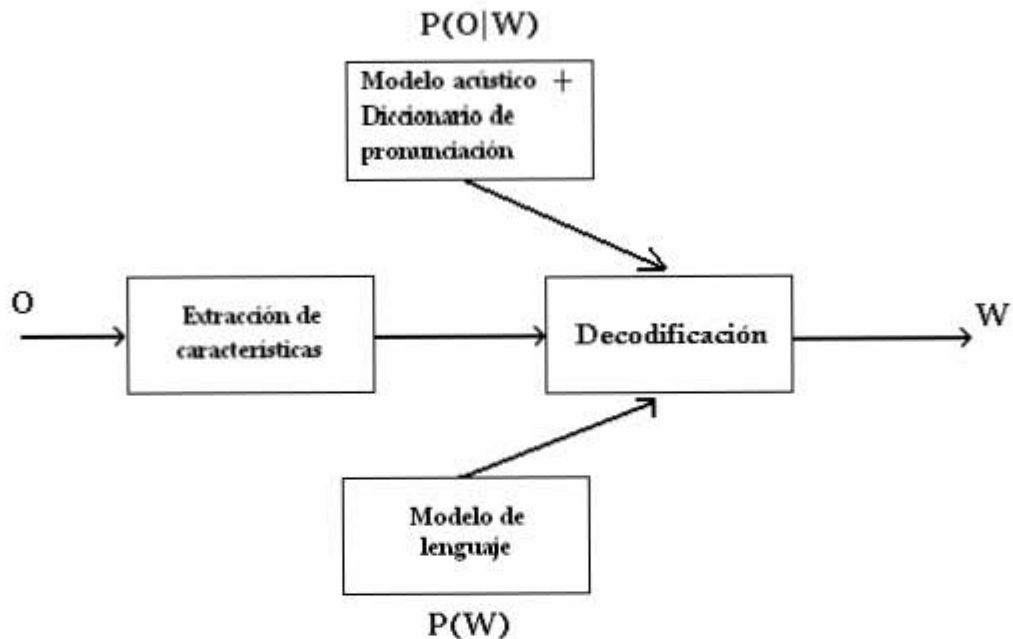 P(O|W)
Modelo acústico +
Diccionario de
pronunciación
O
Extracción de
características
Decodificación
W
Modelo de
lenguaje
P(W)